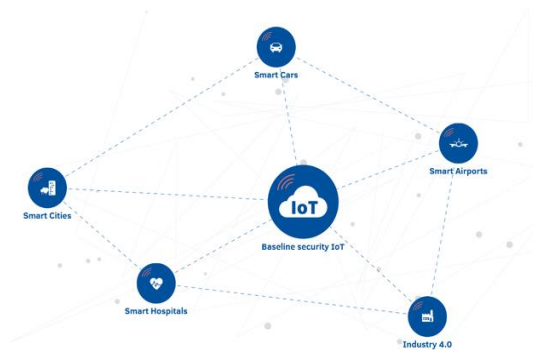 Smart Cars
Smart Airports
IoT
Smart Cities
Baseline security IoT
Smart Hospitals
Industry 4.0